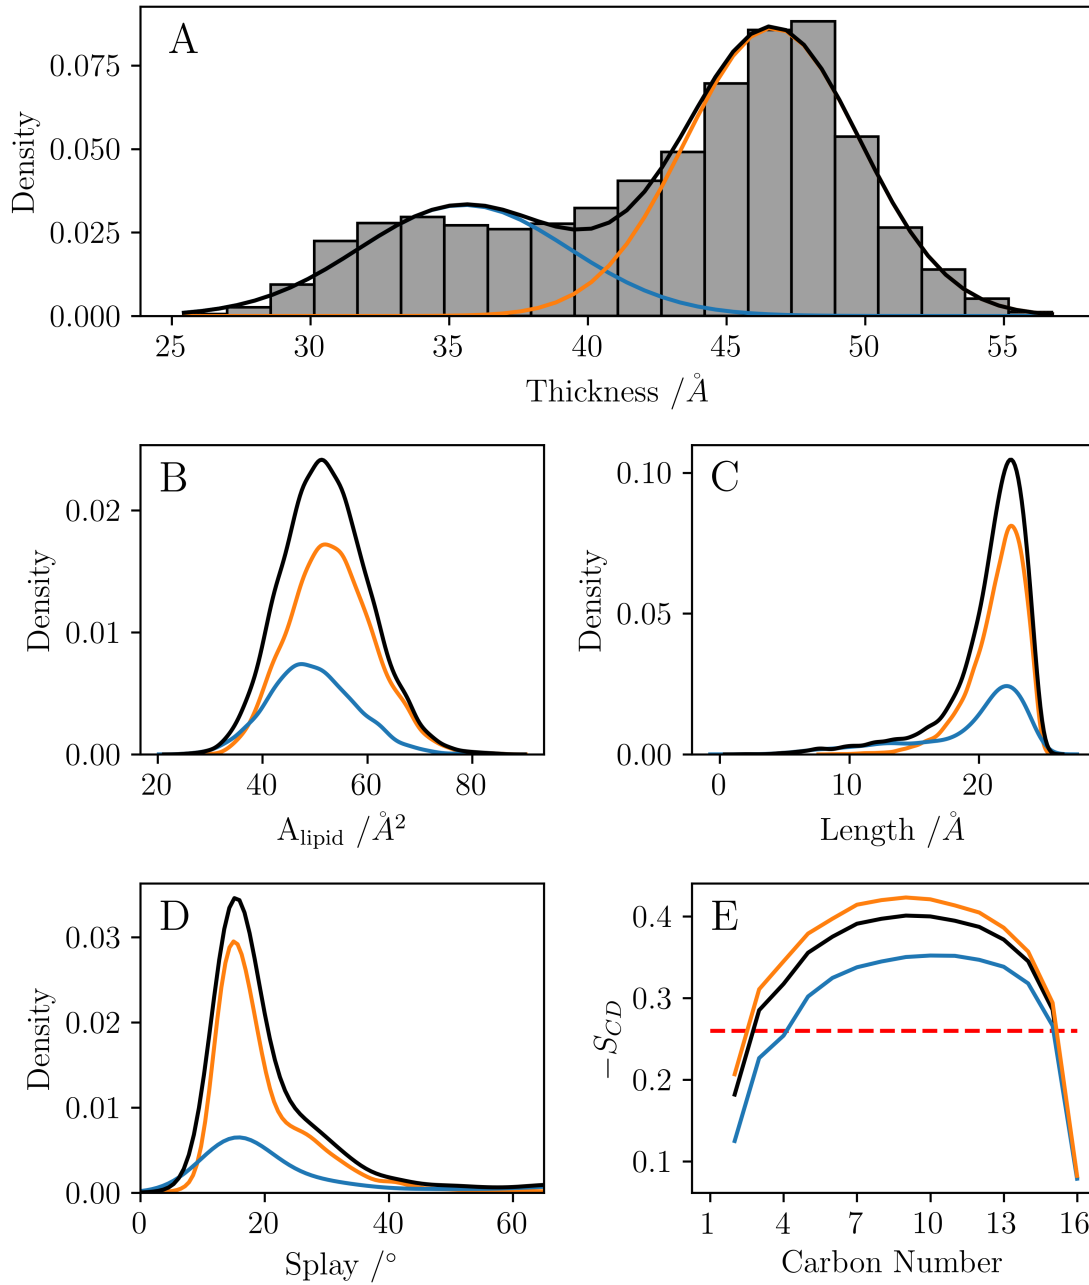 A
0.075
0.050
0.025
0.000
Density
25 30 35 40 45 50 55
Thickness /Å
B
0.02
0.01
0.00
Density
20 40 60 80
A_lipid /Å²
C
0.10
0.05
0.00
Density
0 10 20
Length /Å
D
0.03
0.02
0.01
0.00
Density
0 20 40 60
Splay /°
E
0.4
0.3
0.2
0.1
−S_CD
1 4 7 10 13 16
Carbon Number